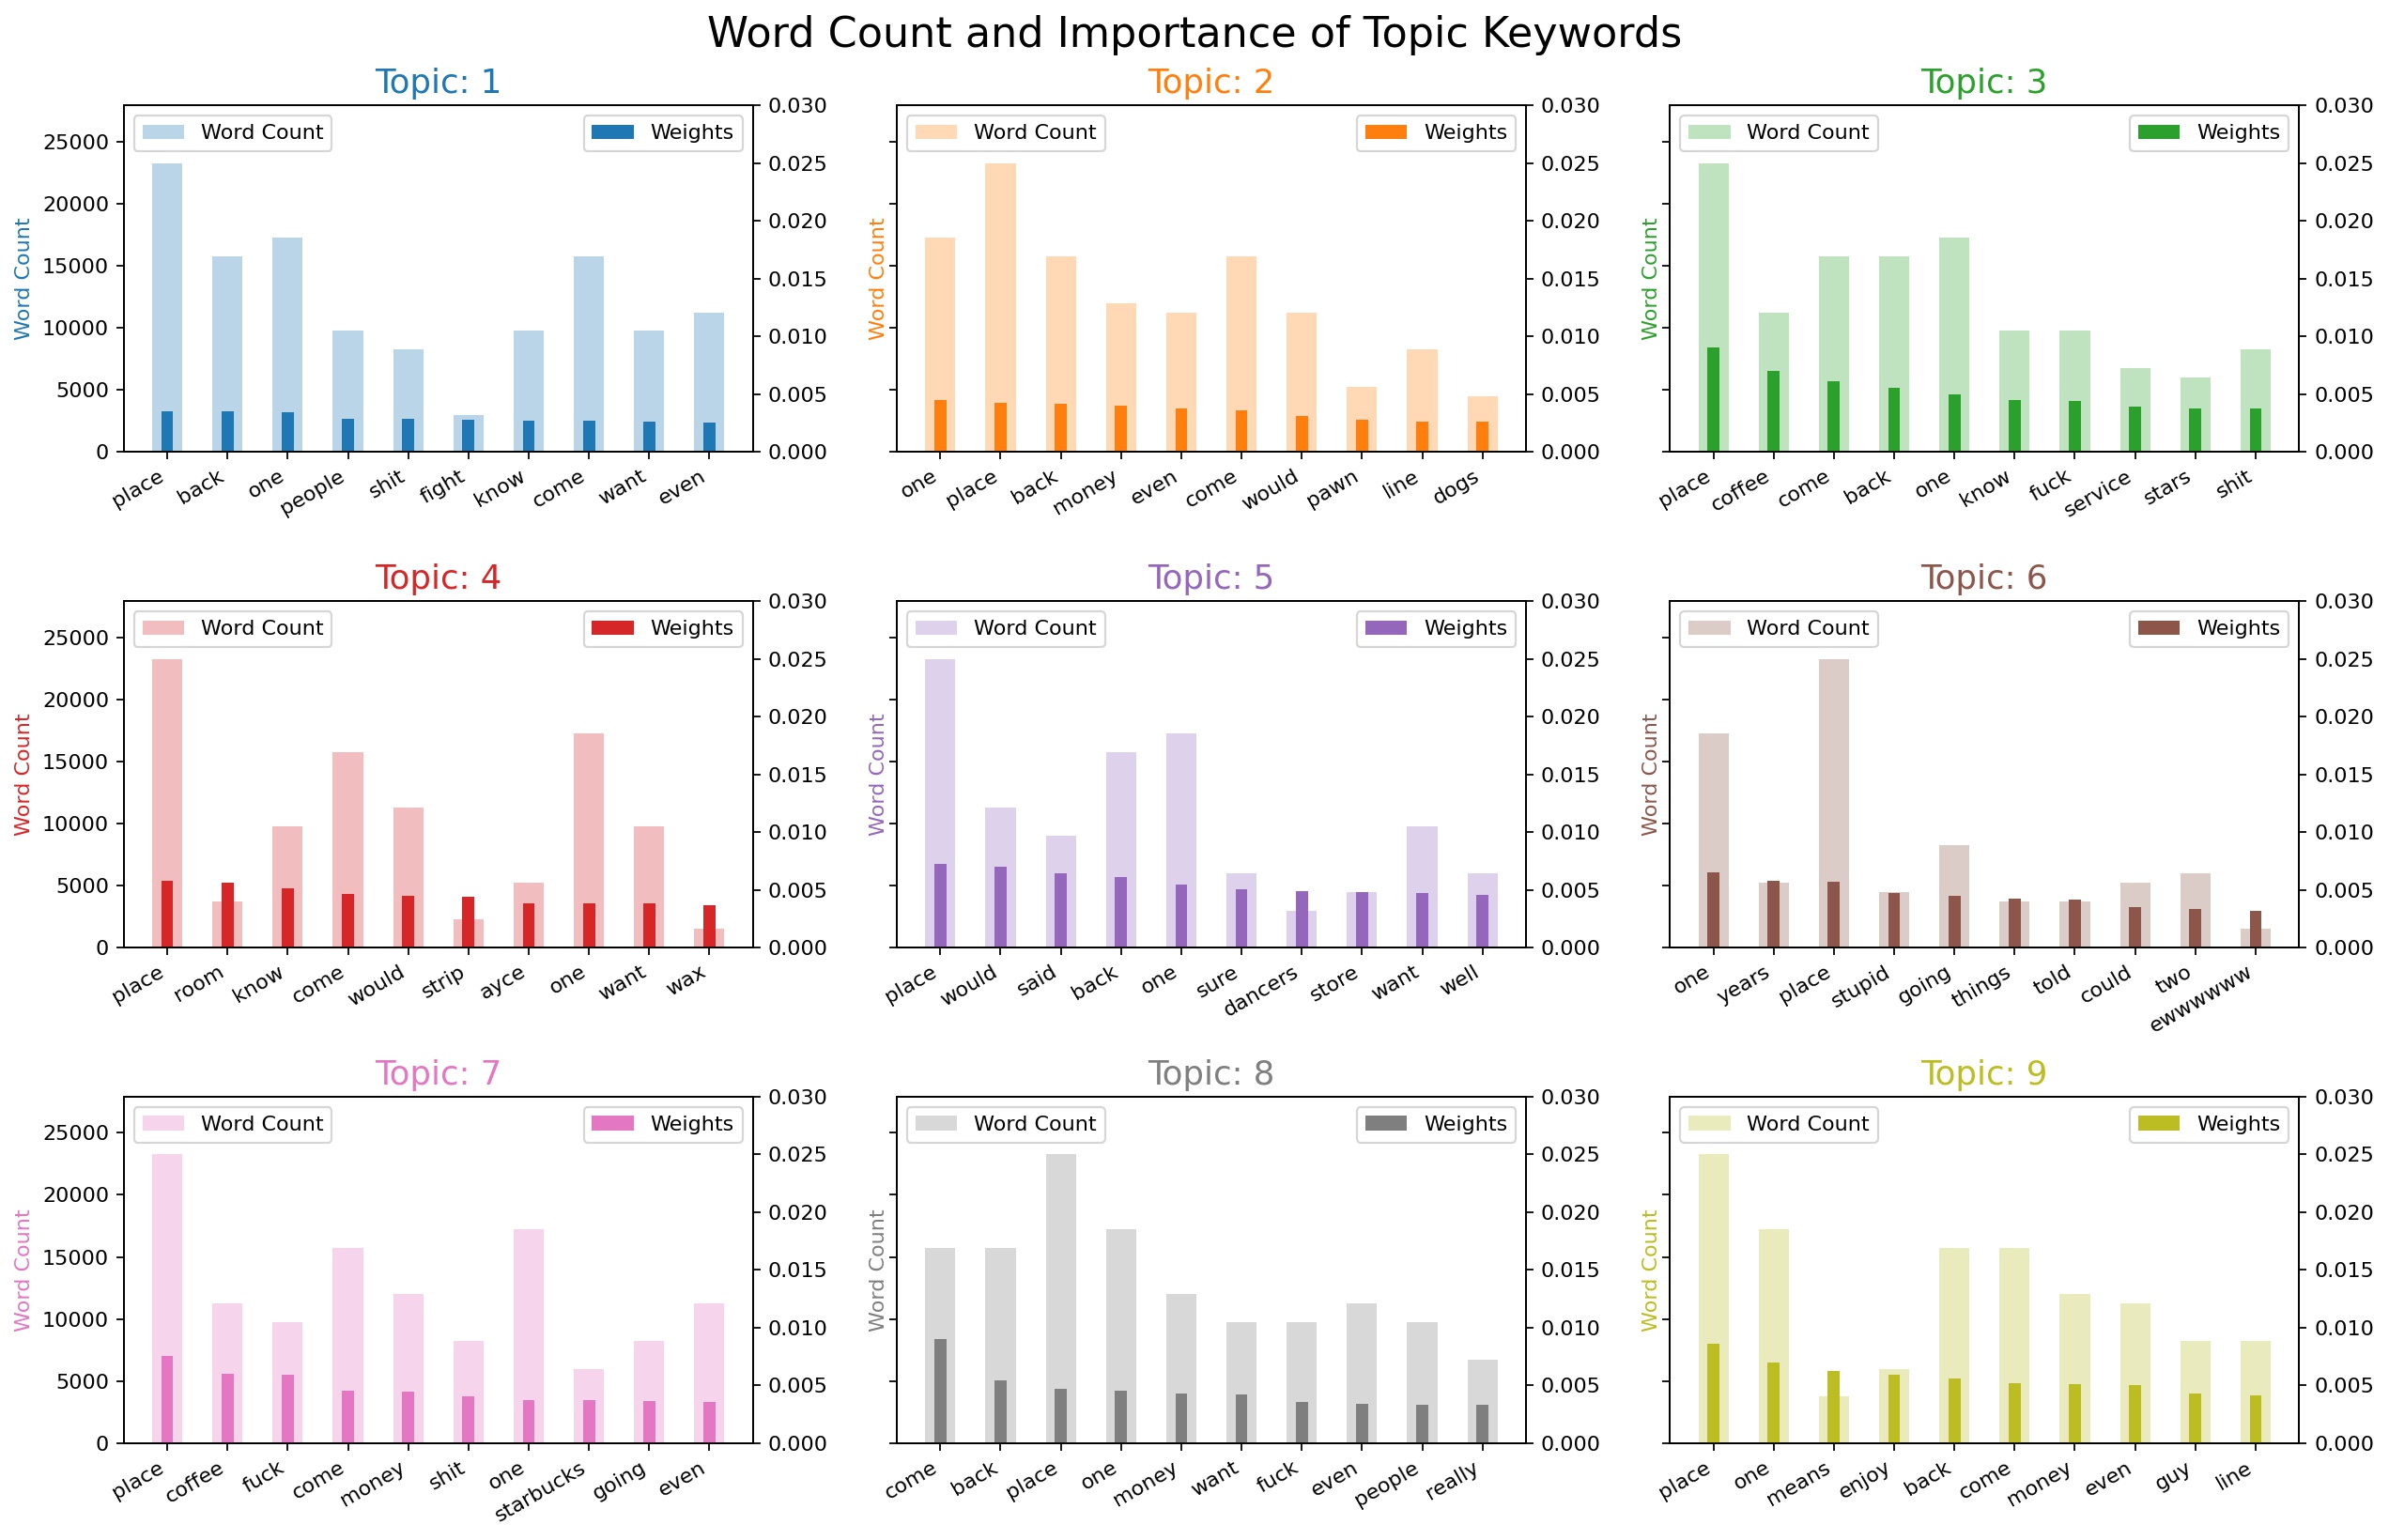 Word Count and Importance of Topic Keywords
Topic: 1
Word Count
Weights
Word Count
25000
20000
15000
10000
5000
0
0.030
0.025
0.020
0.015
0.010
0.005
0.000
place back one people shit fight know come want even
Topic: 2
Word Count
Weights
Word Count
0.030
0.025
0.020
0.015
0.010
0.005
0.000
one place back money even come would pawn line dogs
Topic: 3
Word Count
Weights
Word Count
0.030
0.025
0.020
0.015
0.010
0.005
0.000
place coffee come back one know fuck service stars shit
Topic: 4
Word Count
Weights
Word Count
25000
20000
15000
10000
5000
0
0.030
0.025
0.020
0.015
0.010
0.005
0.000
place room know come would strip ayce one want wax
Topic: 5
Word Count
Weights
Word Count
0.030
0.025
0.020
0.015
0.010
0.005
0.000
place would said back one sure dancers store want well
Topic: 6
Word Count
Weights
Word Count
0.030
0.025
0.020
0.015
0.010
0.005
0.000
one years place stupid going things told could two ewwwwww
Topic: 7
Word Count
Weights
Word Count
25000
20000
15000
10000
5000
0
0.030
0.025
0.020
0.015
0.010
0.005
0.000
place coffee fuck come money shit one starbucks going even
Topic: 8
Word Count
Weights
Word Count
0.030
0.025
0.020
0.015
0.010
0.005
0.000
come back place one money want fuck even people really
Topic: 9
Word Count
Weights
Word Count
0.030
0.025
0.020
0.015
0.010
0.005
0.000
place one means enjoy back come money even guy line